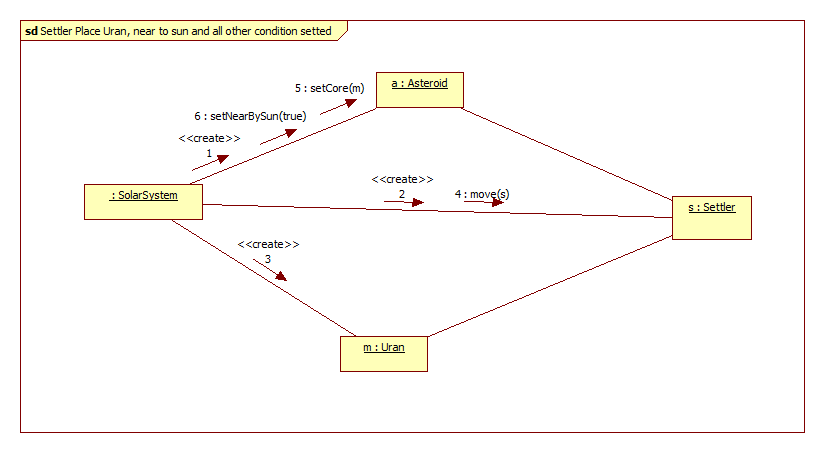 sd Settler Place Uran, near to sun and all other condition setted
a : Asteroid
5 : setCore(m)
6 : setNearBySun(true)
<<create>>
1
: SolarSystem
<<create>>
2
4 : move(s)
s : Settler
<<create>>
3
m : Uran